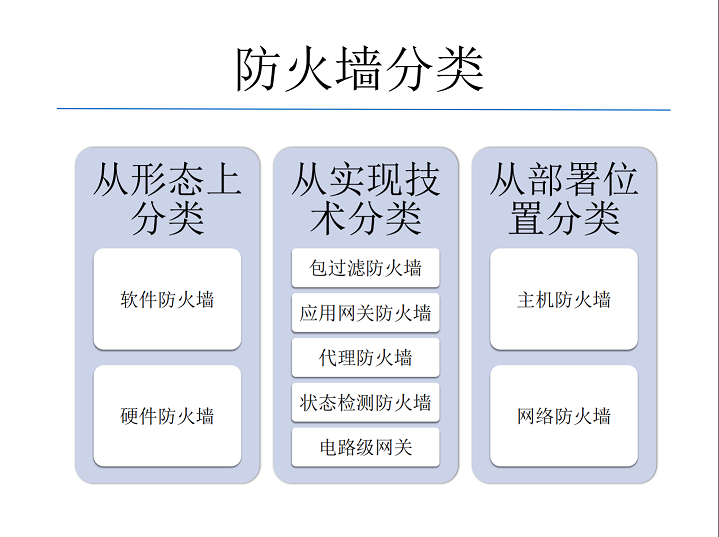 防火墙分类
从形态上
分类
软件防火墙
硬件防火墙
从实现技
术分类
包过滤防火墙
应用网关防火墙
代理防火墙
状态检测防火墙
电路级网关
从部署位
置分类
主机防火墙
网络防火墙